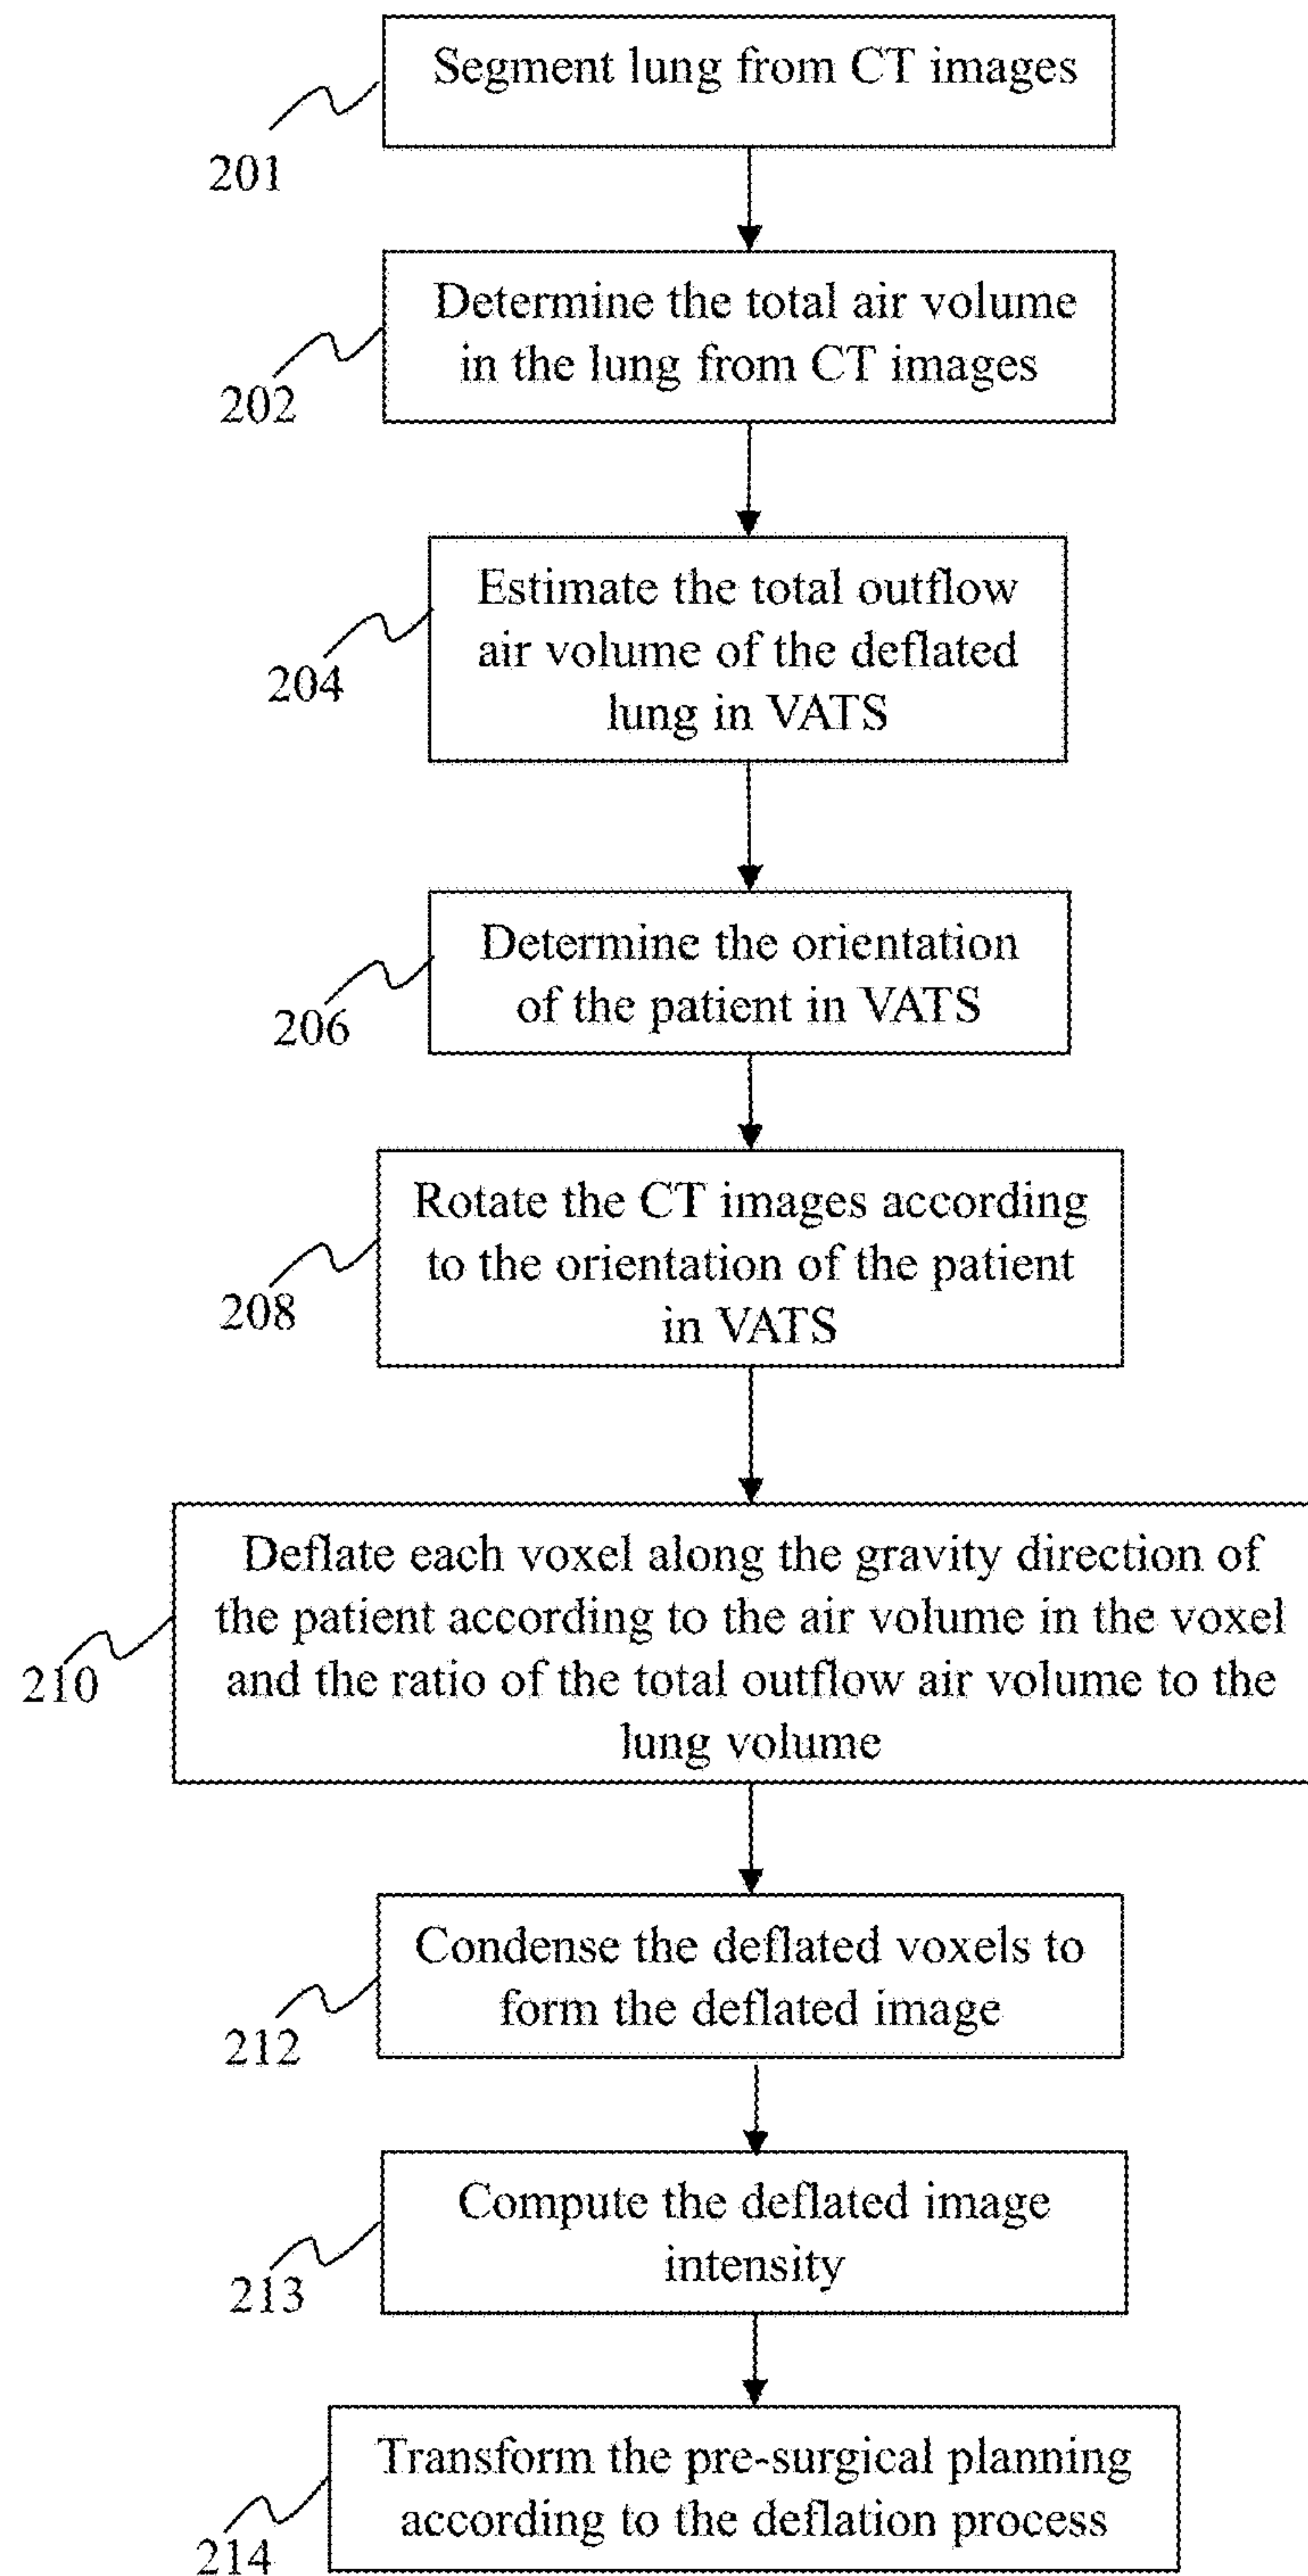 Segment lung from CT images
201
Determine the total air volume
in the lung from CT images
202
Estimate the total outflow
air volume of the deflated
lung in VATS
204
Determine the orientation
of the patient in VATS
206
Rotate the CT images according
to the orientation of the patient
in VATS
208
Deflate each voxel along the gravity direction of
the patient according to the air volume in the voxel
and the ratio of the total outflow air volume to the
lung volume
210
Condense the deflated voxels to
form the deflated image
212
Compute the deflated image
intensity
213
Transform the pre-surgical planning
according to the deflation process
214